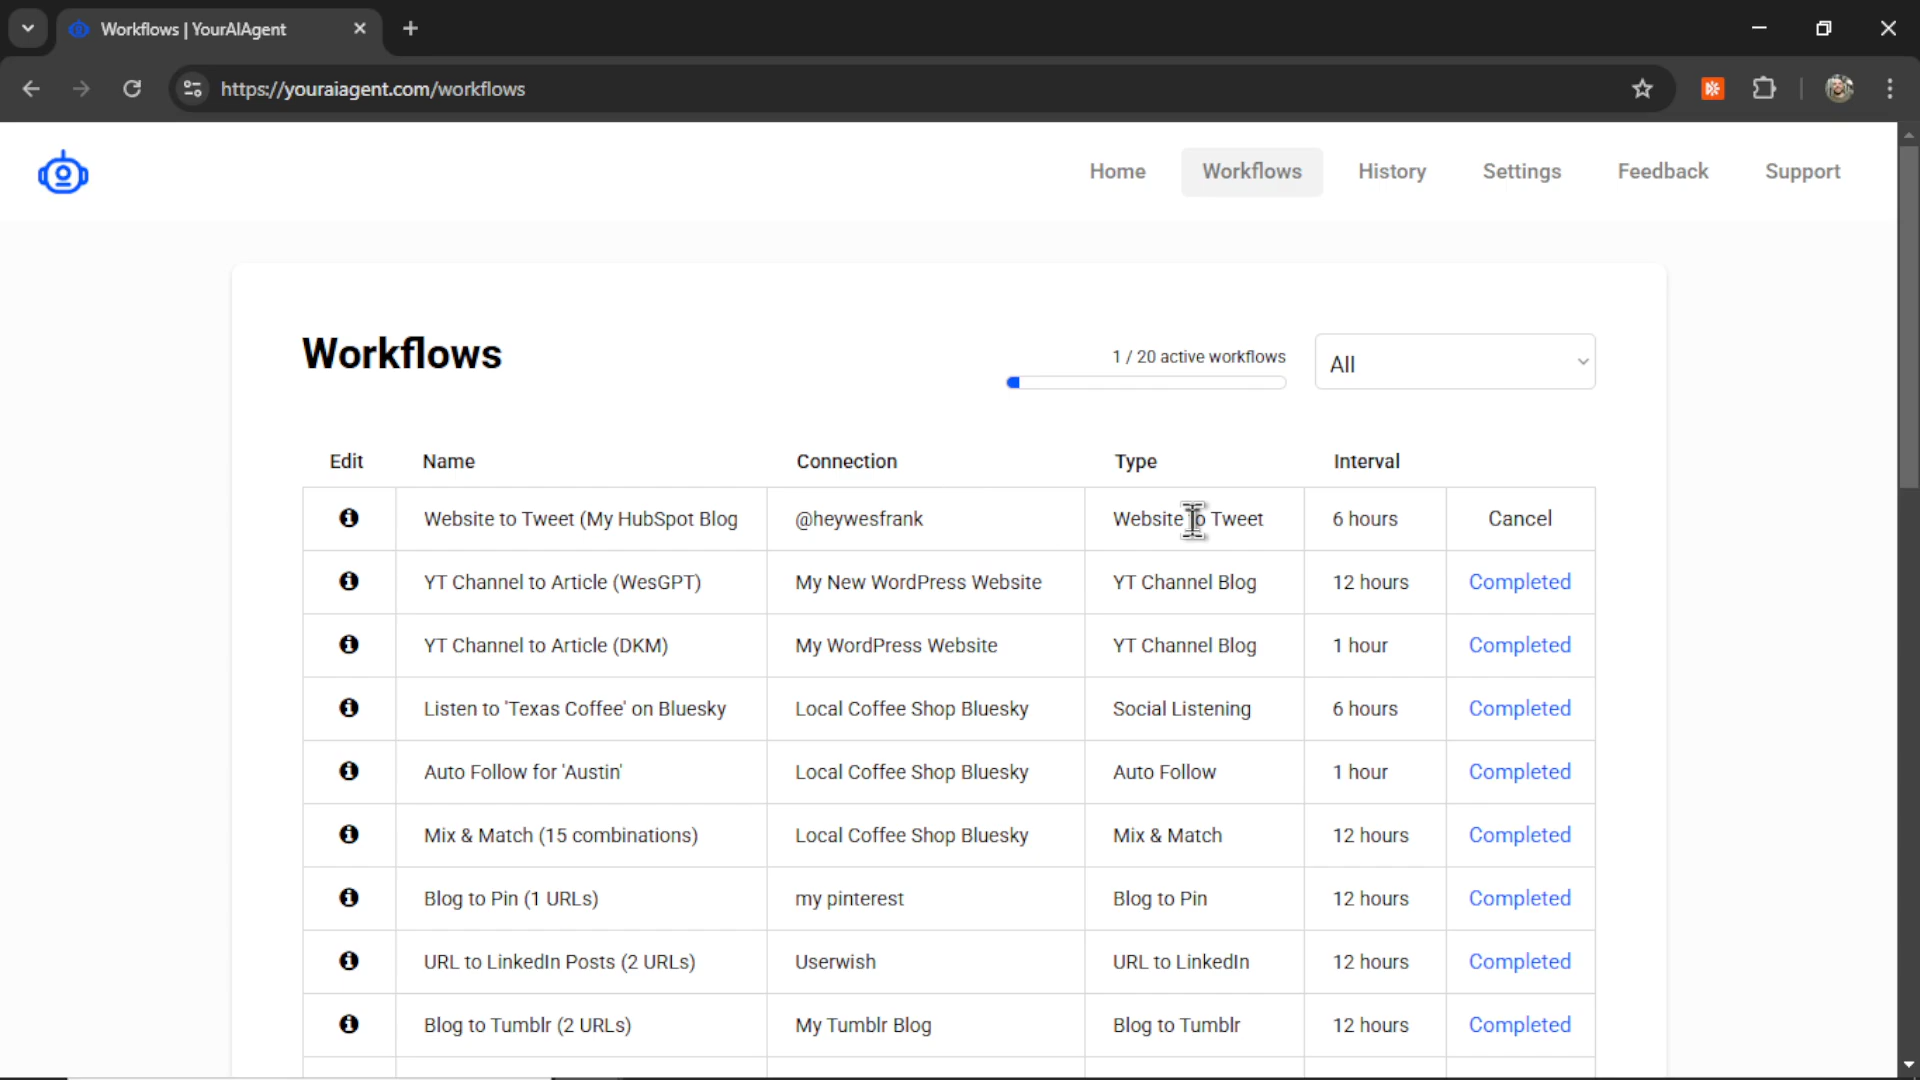 Workflows | YourAIAgent
https://youraiagent.com/workflows
Home Workflows History Settings Feedback Support
Workflows
1 / 20 active workflows
All
Edit Name Connection Type Interval
Website to Tweet (My HubSpot Blog @heywesfrank Website to Tweet 6 hours Cancel
YT Channel to Article (WesGPT) My New WordPress Website YT Channel Blog 12 hours Completed
YT Channel to Article (DKM) My WordPress Website YT Channel Blog 1 hour Completed
Listen to 'Texas Coffee' on Bluesky Local Coffee Shop Bluesky Social Listening 6 hours Completed
Auto Follow for 'Austin' Local Coffee Shop Bluesky Auto Follow 1 hour Completed
Mix & Match (15 combinations) Local Coffee Shop Bluesky Mix & Match 12 hours Completed
Blog to Pin (1 URLs) my pinterest Blog to Pin 12 hours Completed
URL to LinkedIn Posts (2 URLs) Userwish URL to LinkedIn 12 hours Completed
Blog to Tumblr (2 URLs) My Tumblr Blog Blog to Tumblr 12 hours Completed